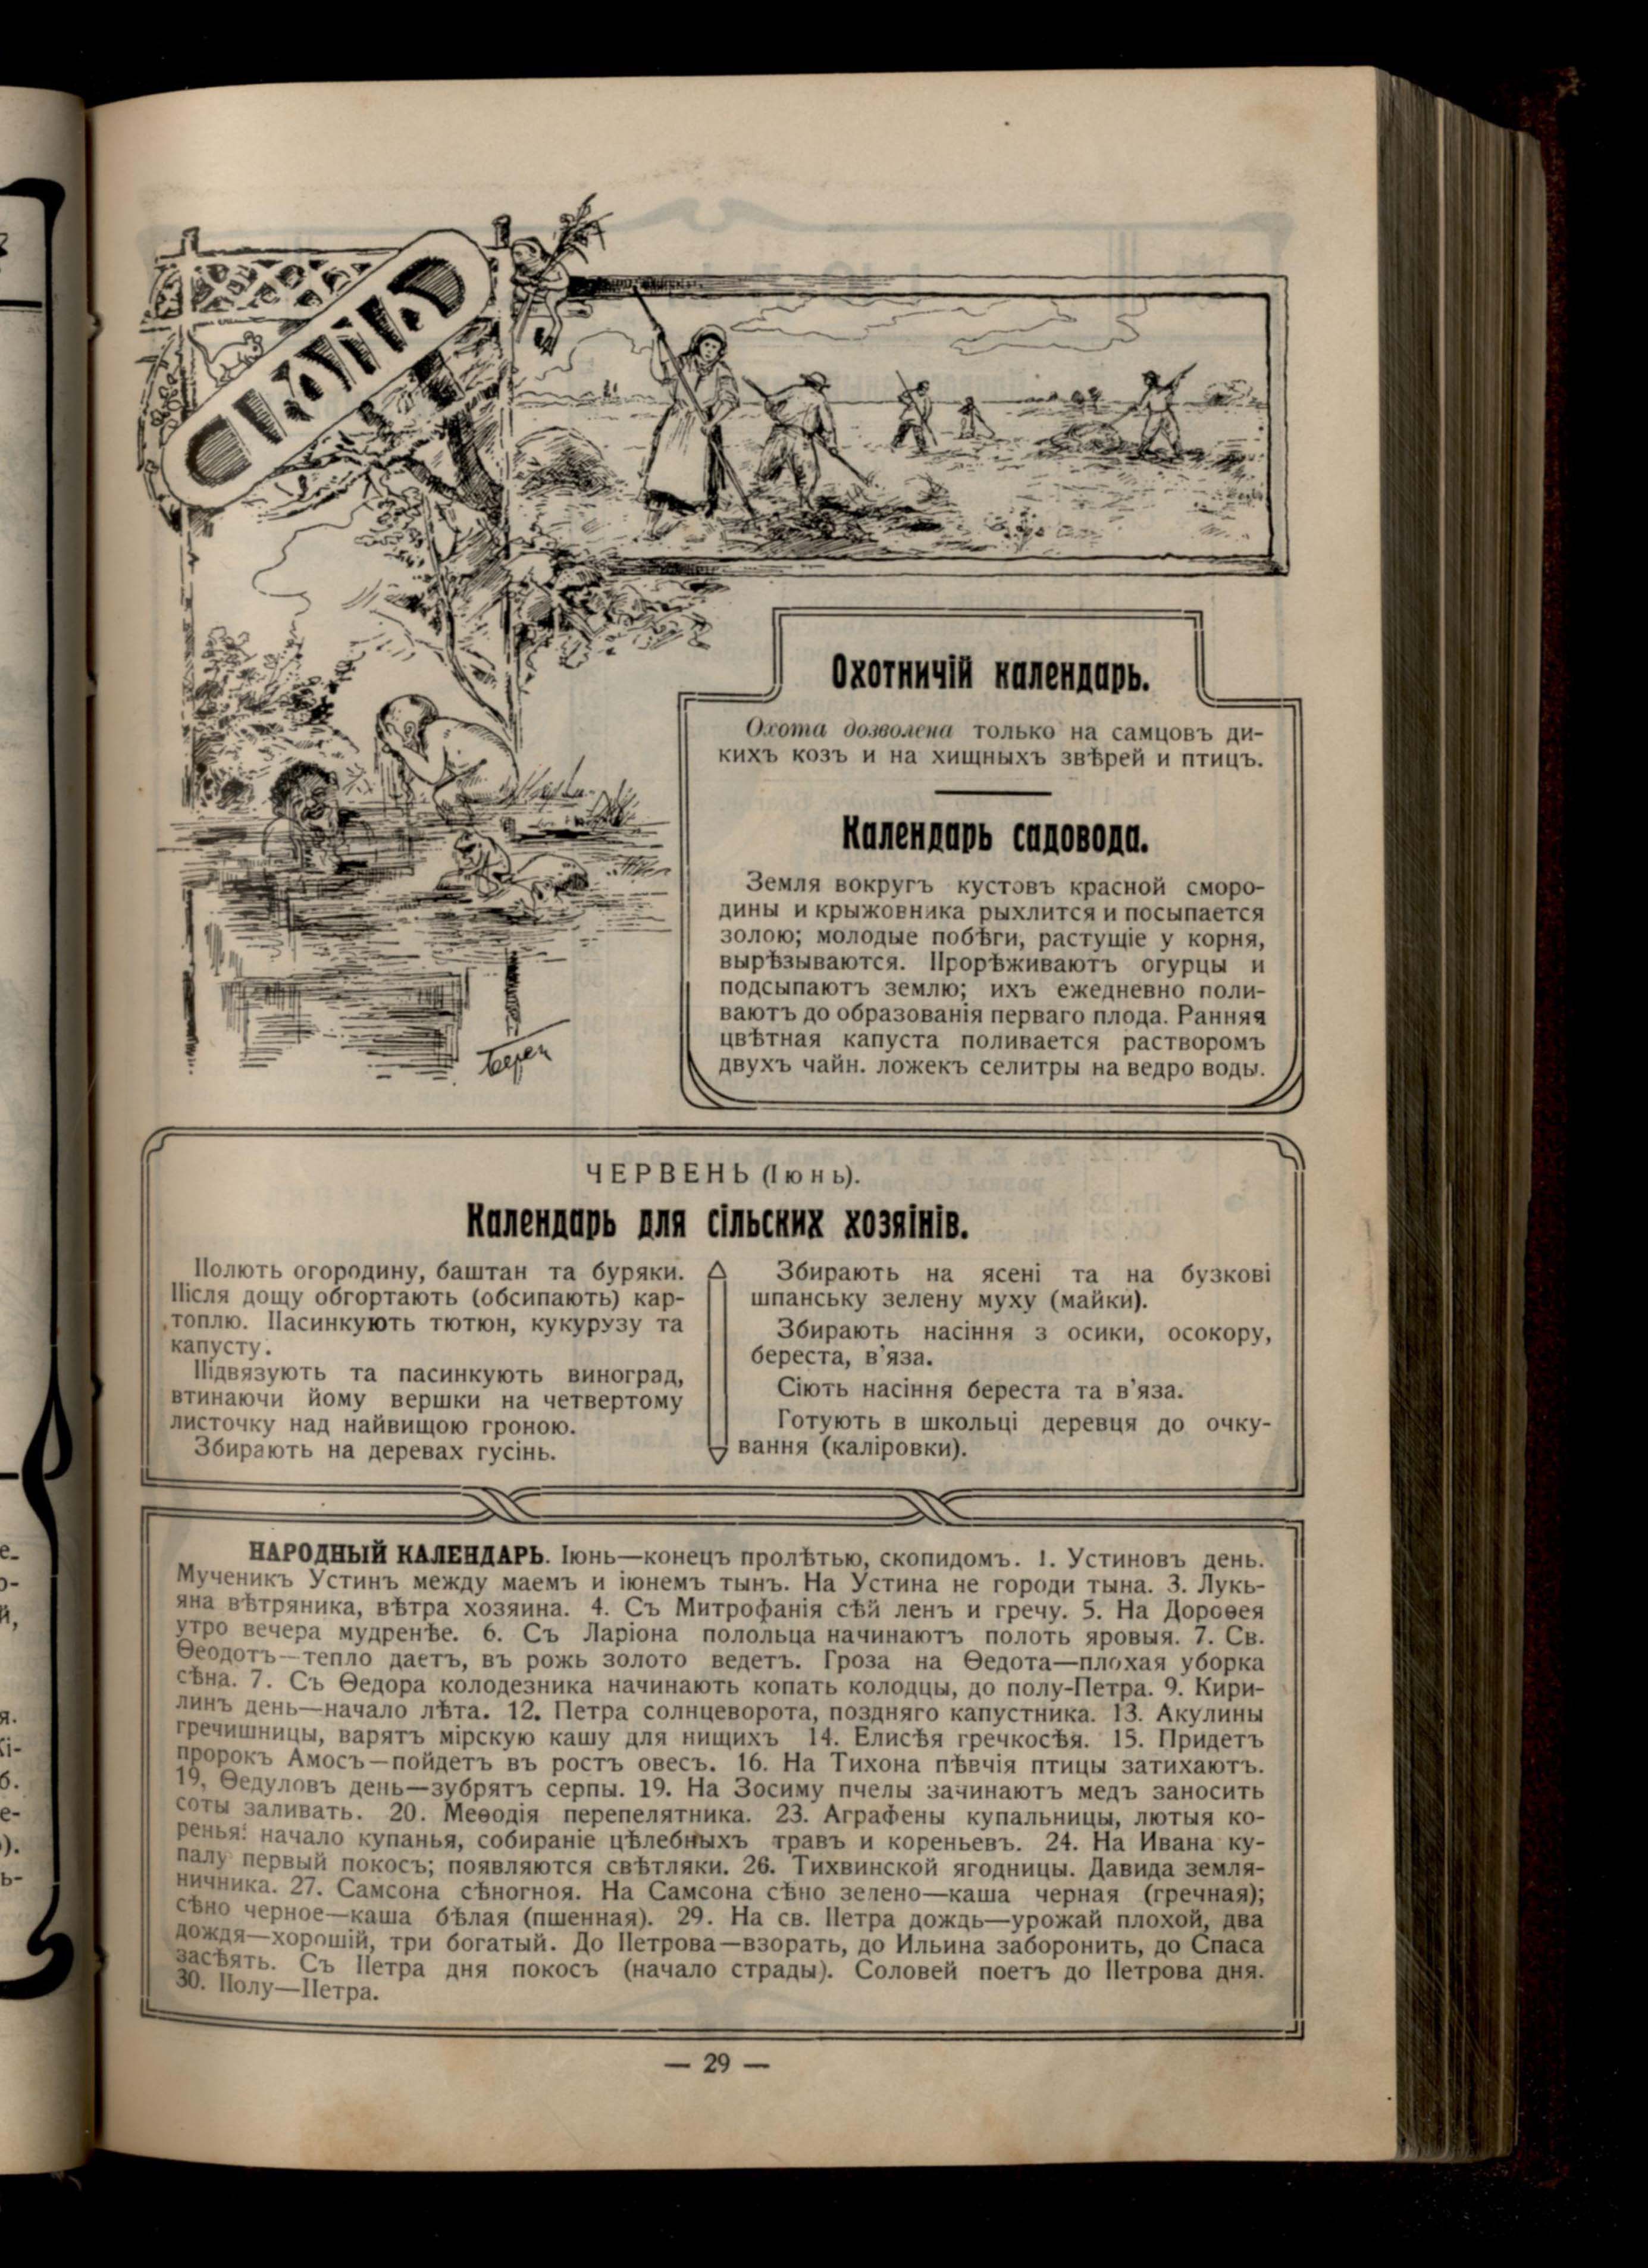 Охотничій календарь.
Охота дозволена только на самцовъ ди-
кихъ козъ и на хищныхъ звѣрей и птицъ.
Календарь садовода.
Земля вокругъ кустовъ красной сморо-
дины и крыжовника рыхлится и посыпается
золою; молодые побѣги, растущіе у корня,
вырѣзываются. Прорѣживаютъ огурцы и
подсыпаютъ землю; ихъ ежедневно поли-
ваютъ до образованія перваго плода. Ранняя
цвѣтная капуста поливается растворомъ
двухъ чайн. ложекъ селитры на ведро воды.
ЧЕРВЕНЬ (Іюнь).
Календарь для сільских хозяінів.
Полють огородину, баштан та буряки.
Після дощу обгортають (обсипають) кар-
топлю. Пасинкують тютюн, кукурузу та
капусту.
Підвязують та пасинкують виноград,
втинаючи йому вершки на четвертому
листочку над найвищою гроною.
Збирають на деревах гусінь.
Збирають на ясені та на бузкові
шпанську зелену муху (майки).
Збирають насіння з осики, осокору,
береста, в'яза.
Сіють насіння береста та в'яза.
Готують в школьці деревця до очку-
вання (каліровки).
НАРОДНЫЙ КАЛЕНДАРЬ. Іюнь—конецъ пролѣтью, скопидомъ. 1. Устиновъ день.
Мученикъ Устинъ между маемъ и іюнемъ тынъ. На Устина не городи тына. 3. Лукь-
яна вѣтряника, вѣтра хозяина. 4. Съ Митрофанія сѣй ленъ и гречу. 5. На Дороѳея
утро вечера мудренѣе. 6. Съ Ларіона полольца начинаютъ полоть яровыя. 7. Св.
Ѳеодотъ—тепло даетъ, въ рожь золото ведетъ. Гроза на Ѳедота—плохая уборка
сѣна. 7. Съ Ѳедора колодезника начинають копать колодцы, до полу-Петра. 9. Кири-
линъ день—начало лѣта. 12. Петра солнцеворота, поздняго капустника. 13. Акулины
гречишницы, варятъ мірскую кашу для нищихъ 14. Елисѣя гречкосѣя. 15. Придетъ
пророкъ Амосъ—пойдетъ въ ростъ овесъ. 16. На Тихона пѣвчія птицы затихаютъ.
19, Ѳедуловъ день—зубрятъ серпы. 19. На Зосиму пчелы зачинаютъ медъ заносить
соты заливать. 20. Меѳодія перепелятника. 23. Аграфены купальницы, лютыя ко-
ренья: начало купанья, собираніе цѣлебныхъ травъ и кореньевъ. 24. На Ивана ку-
палу первый покосъ; появляются свѣтляки. 26. Тихвинской ягодницы. Давида земля-
ничника. 27. Самсона сѣногноя. На Самсона сѣно зелено—каша черная (гречная);
сѣно черное—каша бѣлая (пшенная). 29. На св. Петра дождь—урожай плохой, два
дождя—хорошій, три богатый. До Петрова—взорать, до Ильина заборонить, до Спаса
засѣять. Съ Петра дня покосъ (начало страды). Соловей поетъ до Петрова дня.
30. Полу—Петра.
— 29 —